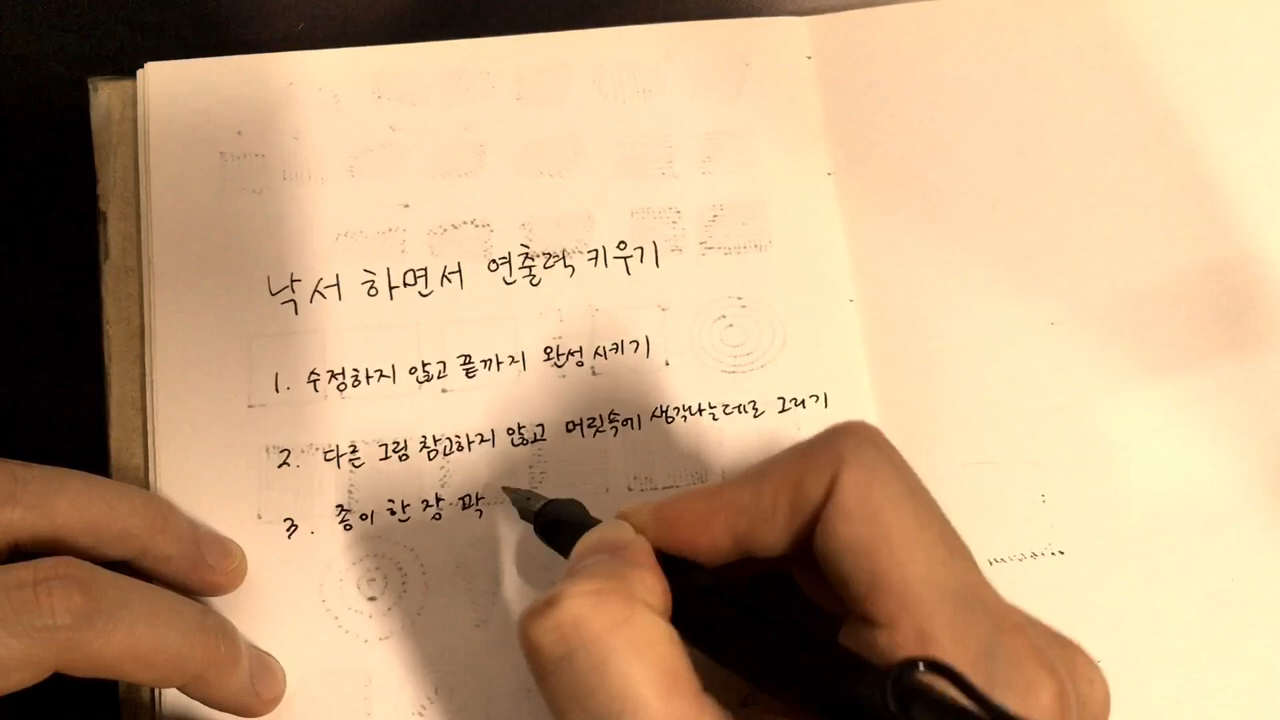 낙서 하면서 연출력 키우기
1. 수정하지 않고 끝까지 완성 시키기
2. 다른 그림 참고하지 않고 머릿속에 생각나는데로 그리기
3. 종이 한 장 꽉